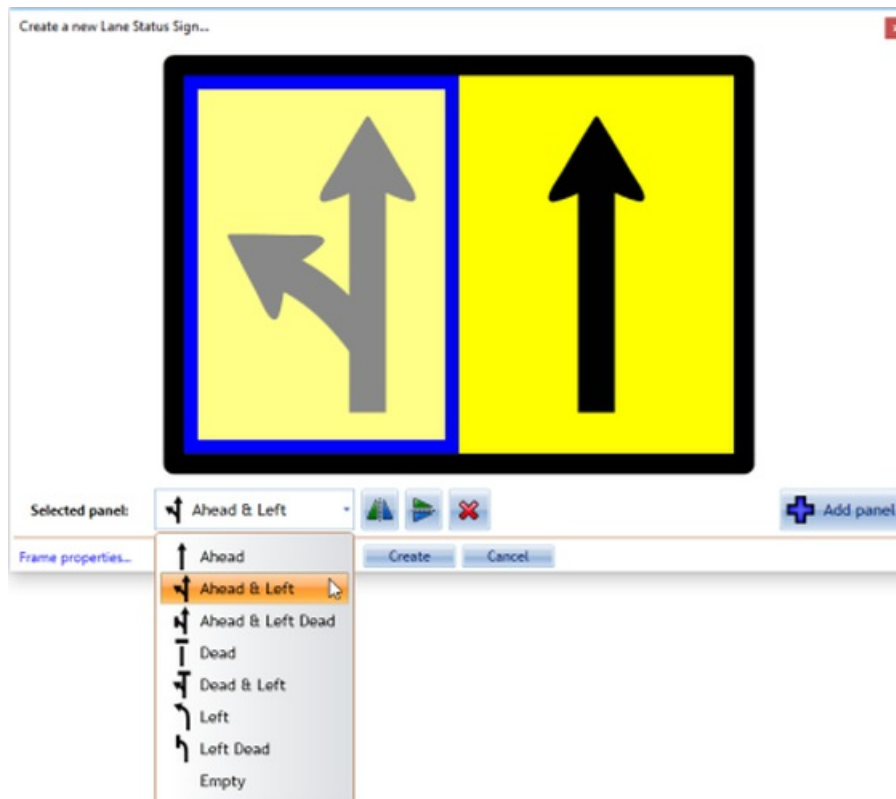 Create a new Lane Status Sign...
Selected panel:
Ahead & Left
Add panel
Frame properties...
Create
Cancel
Ahead
Ahead & Left
Ahead & Left Dead
Dead
Dead & Left
Left
Left Dead
Empty